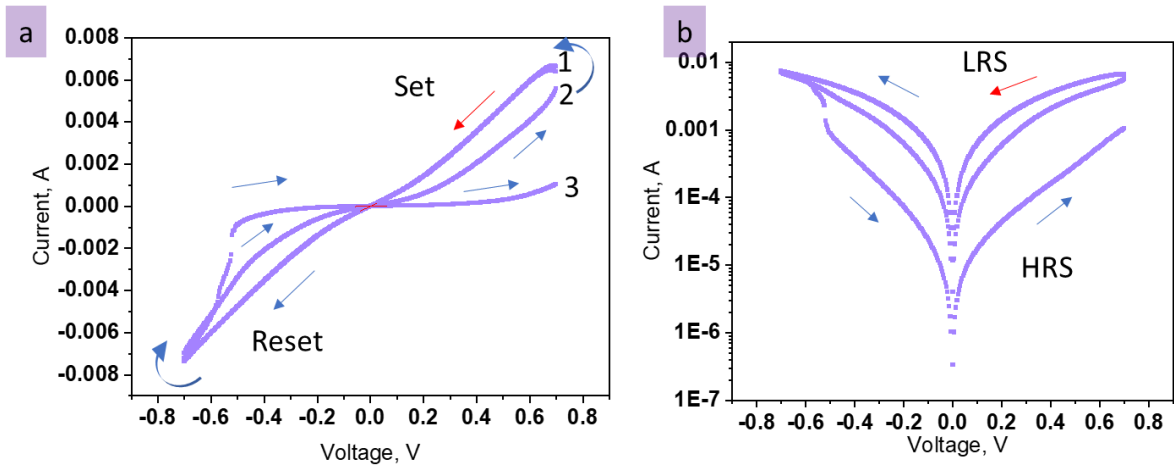 a
0.008
0.006
0.004
0.002
0.000
-0.002
-0.004
-0.006
-0.008
Current, A
Set
1
2
3
Reset
-0.8 -0.6 -0.4 -0.2 0.0 0.2 0.4 0.6 0.8
Voltage, V
b
0.01
0.001
1E-4
1E-5
1E-6
1E-7
Current, A
LRS
HRS
-0.8 -0.6 -0.4 -0.2 0.0 0.2 0.4 0.6 0.8
Voltage, V